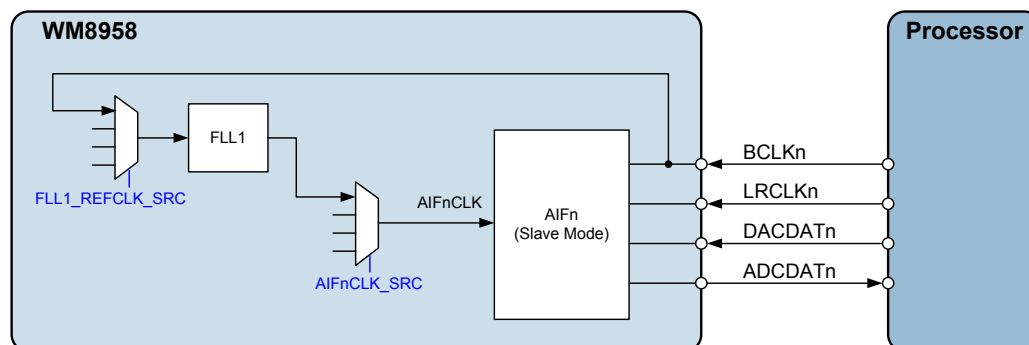 WM8958
Processor
FLL1
FLL1_REFCLK_SRC
AIFnCLK
AIFnCLK_SRC
AIFn
(Slave Mode)
BCLKn
LRCLKn
DACDATn
ADCDATn